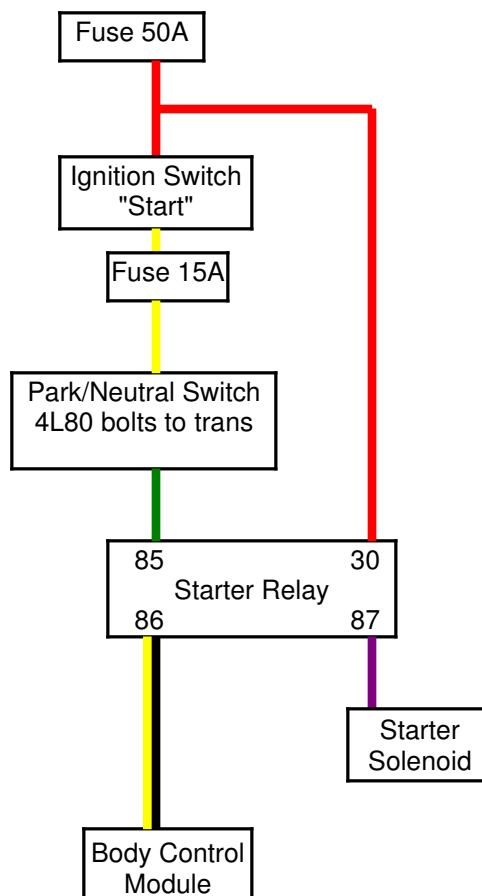 Fuse 50A
Ignition Switch
"Start"
Fuse 15A
Park/Neutral Switch
4L80 bolts to trans
85 30
Starter Relay
86 87
Starter
Solenoid
Body Control
Module